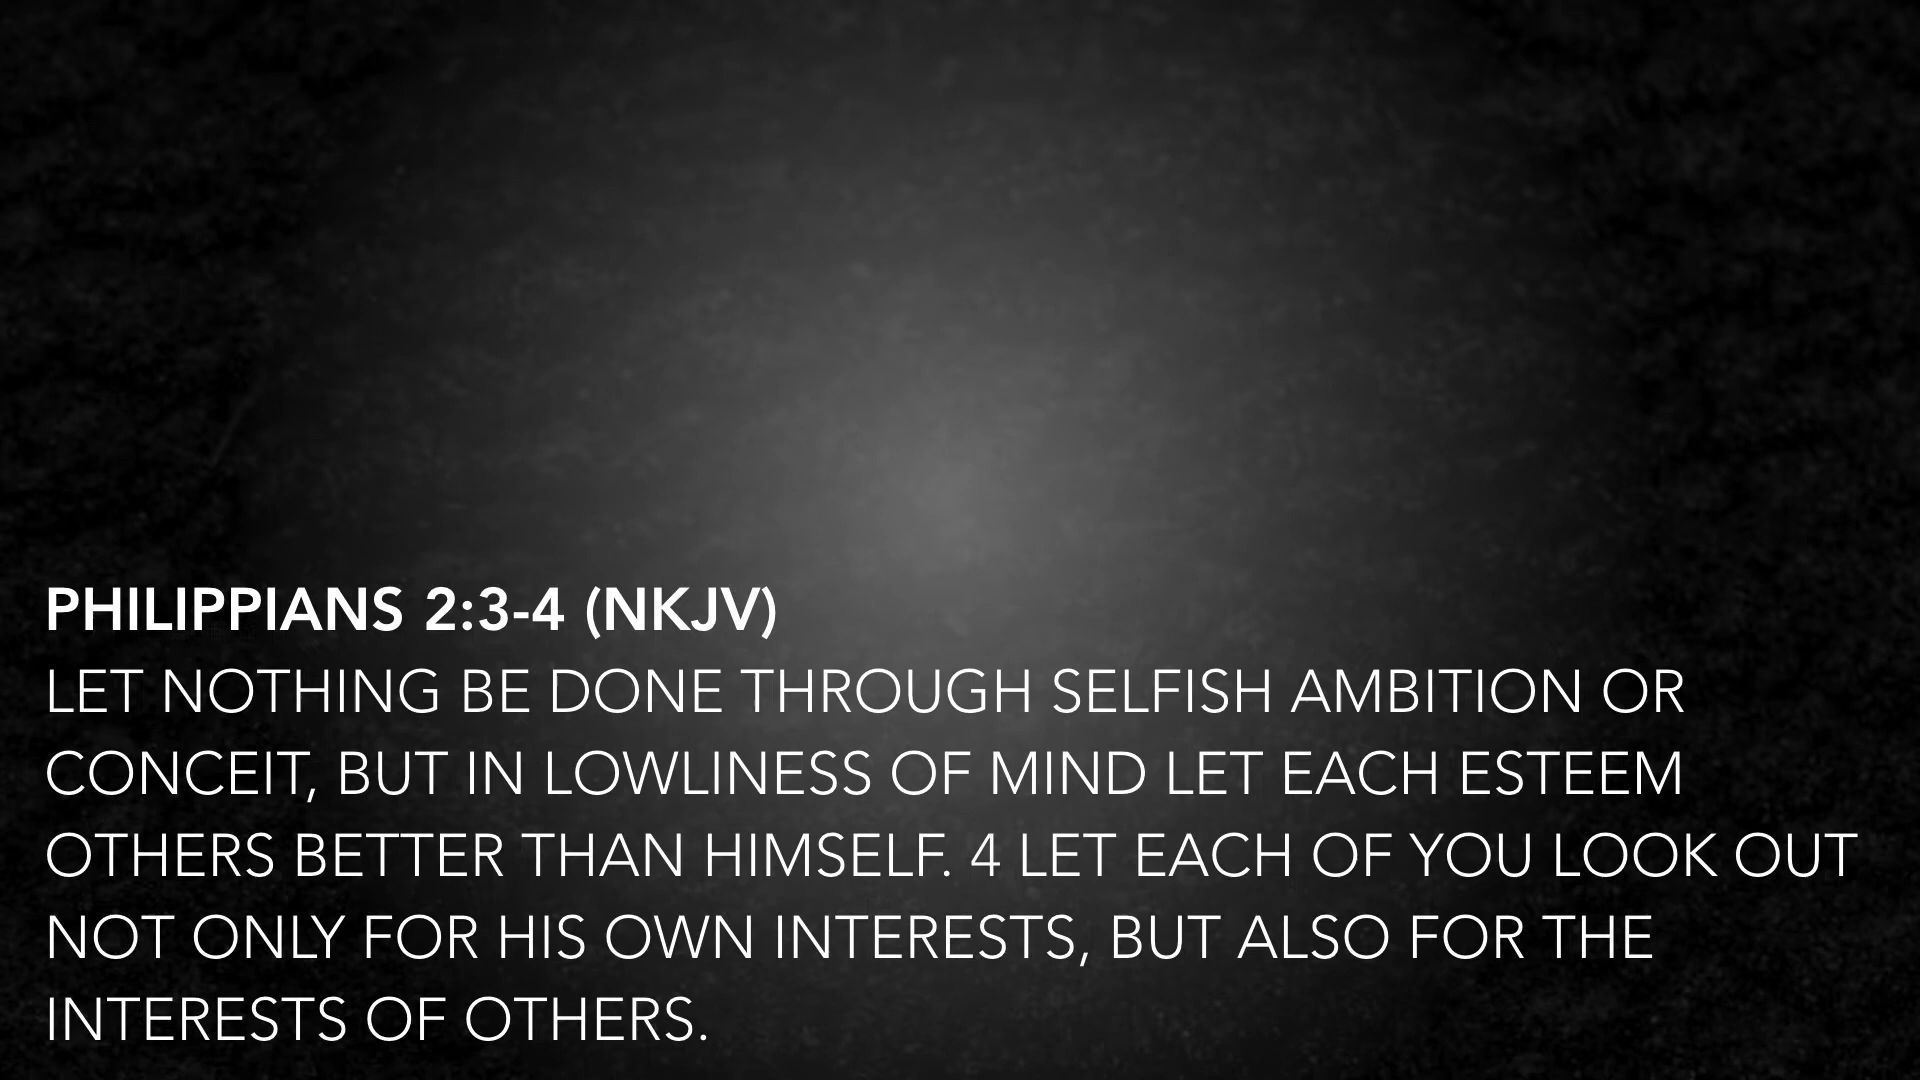 PHILIPPIANS 2:3-4 (NKJV)
LET NOTHING BE DONE THROUGH SELFISH AMBITION OR
CONCEIT, BUT IN LOWLINESS OF MIND LET EACH ESTEEM
OTHERS BETTER THAN HIMSELF. 4 LET EACH OF YOU LOOK OUT
NOT ONLY FOR HIS OWN INTERESTS, BUT ALSO FOR THE
INTERESTS OF OTHERS.